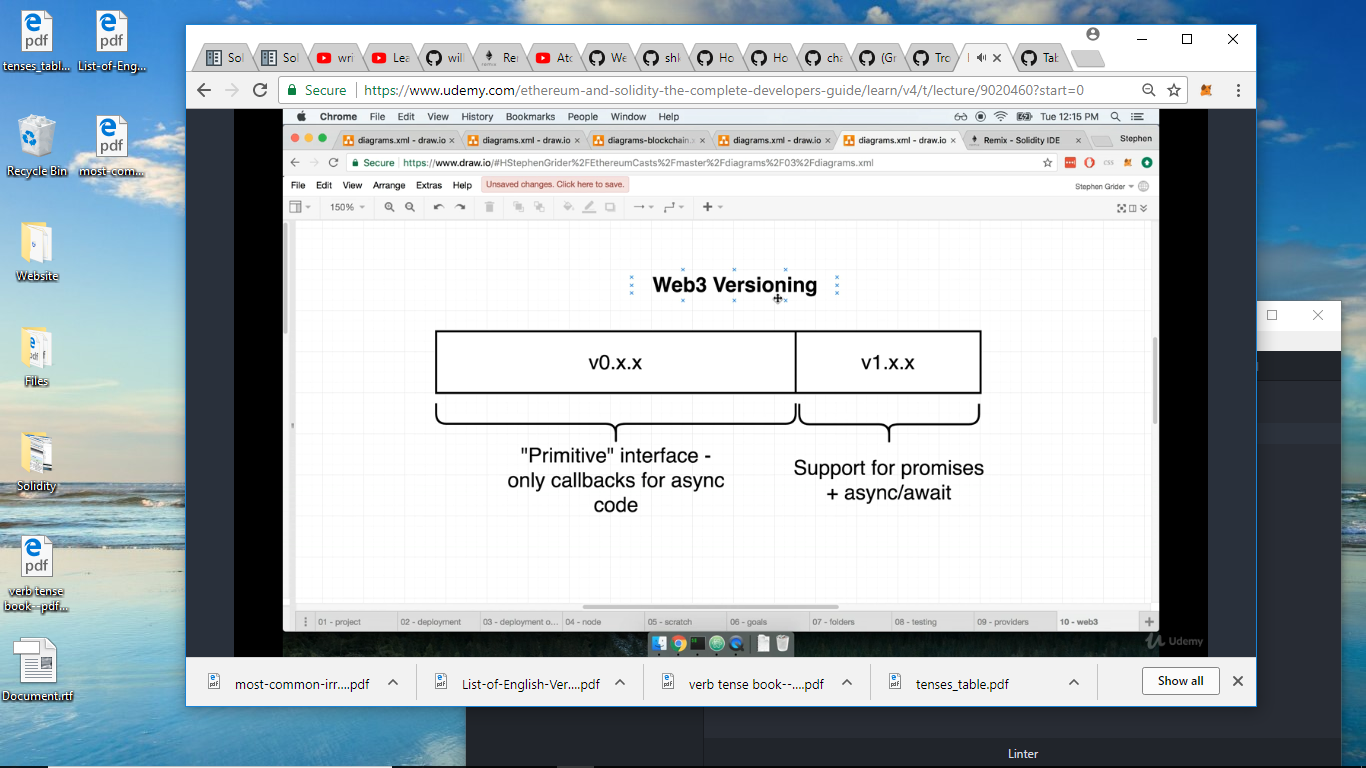 tenses_tabl...
List-of-Eng...
Recycle Bin
most-com...
Website
Files
Solidity
verb tense
book--pdf...
Document.rtf
Sol
Sol
wri
Lea
will
Re
Ato
We
shl
Ho
Ho
cha
(Gr
Tro
Tab
Secure
https://www.udemy.com/ethereum-and-solidity-the-complete-developers-guide/learn/v4/t/lecture/9020460?start=0
Chrome File Edit View History Bookmarks People Window Help
Tue 12:15 PM
diagrams.xml - draw.io
diagrams.xml - draw.io
diagrams-blockchain.x
diagrams.xml - draw.io
diagrams.xml - draw.io
Remix - Solidity IDE
Stephen
Secure
https://www.draw.io/#HStephenGrider%2FEthereumCasts%2Fmaster%2Fdiagrams%2F03%2Fdiagrams.xml
CSS
File Edit View Arrange Extras Help
Unsaved changes. Click here to save.
Stephen Grider
150%
Web3 Versioning
v0.x.x
v1.x.x
"Primitive" interface -
only callbacks for async
code
Support for promises
+ async/await
01 - project
02 - deployment
03 - deployment o...
04 - node
05 - scratch
06 - goals
07 - folders
08 - testing
09 - providers
10 - web3
Udemy
most-common-irr....pdf
List-of-English-Ver....pdf
verb tense book--....pdf
tenses_table.pdf
Show all
Linter